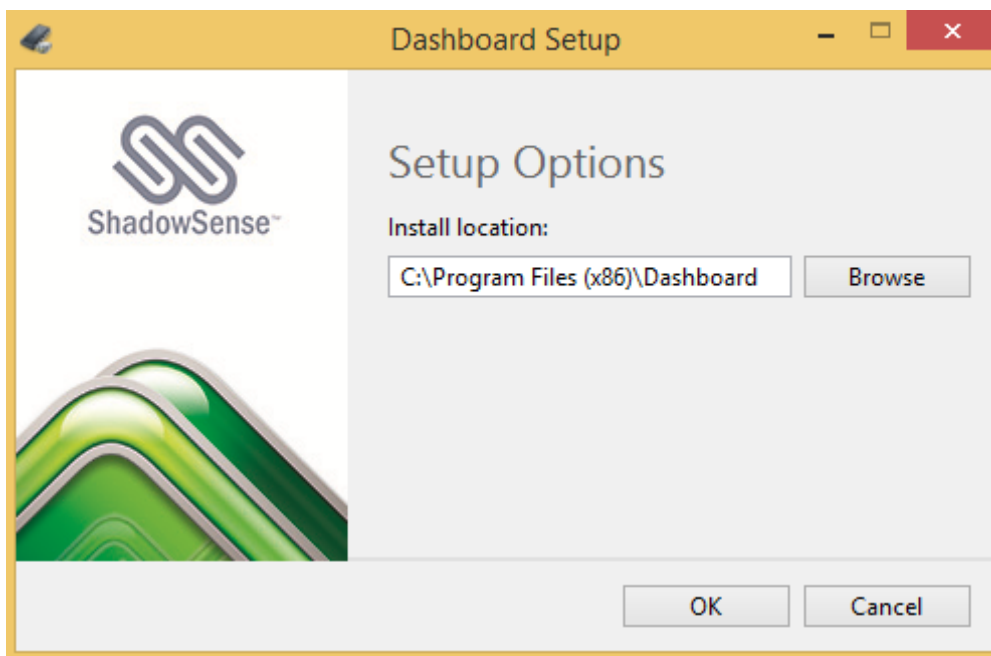 Dashboard Setup
ShadowSense™
Setup Options
Install location:
C:\Program Files (x86)\Dashboard
Browse
OK
Cancel